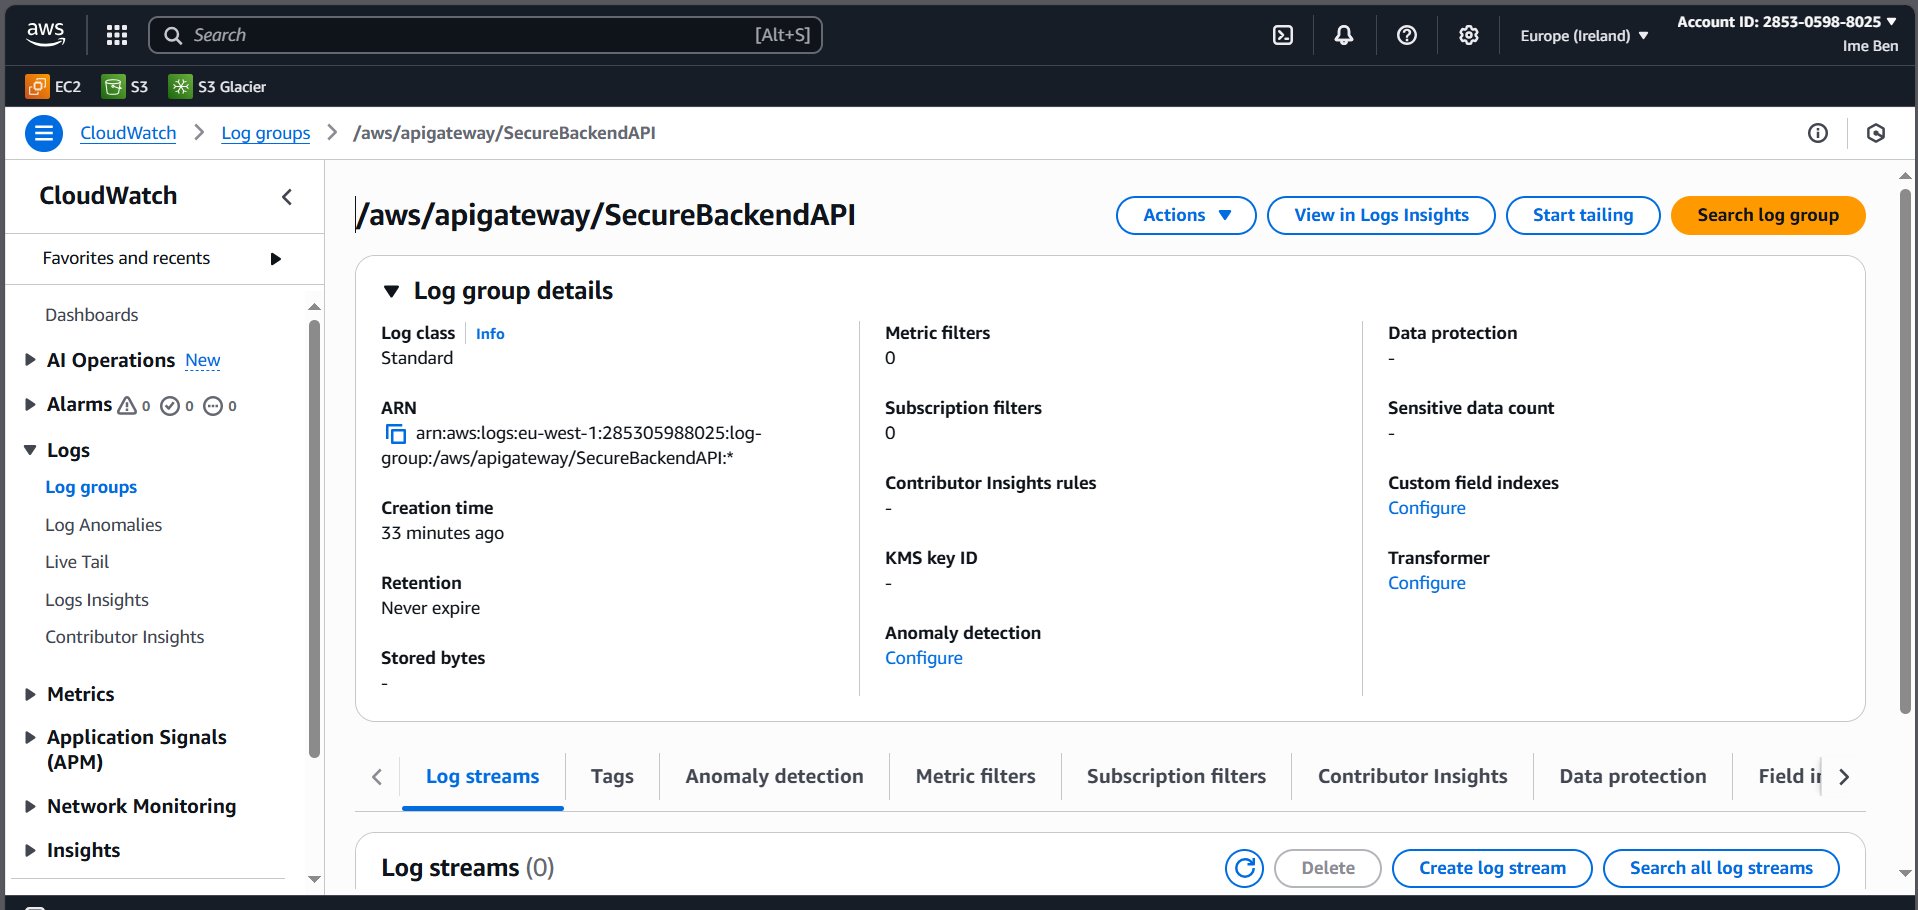 aws
Search [Alt+S]
Europe (Ireland) ▼
Account ID: 2853-0598-8025 ▼
Ime Ben
EC2 S3 S3 Glacier
CloudWatch > Log groups > /aws/apigateway/SecureBackendAPI
CloudWatch
Favorites and recents
Dashboards
AI Operations New
Alarms 0 0 0
Logs
Log groups
Log Anomalies
Live Tail
Logs Insights
Contributor Insights
Metrics
Application Signals
(APM)
Network Monitoring
Insights
/aws/apigateway/SecureBackendAPI
Actions ▼ View in Logs Insights Start tailing Search log group
Log group details
Log class Info
Standard
ARN
arn:aws:logs:eu-west-1:285305988025:log-
group:/aws/apigateway/SecureBackendAPI:*
Creation time
33 minutes ago
Retention
Never expire
Stored bytes
-
Metric filters
0
Subscription filters
0
Contributor Insights rules
-
KMS key ID
-
Anomaly detection
Configure
Data protection
-
Sensitive data count
-
Custom field indexes
Configure
Transformer
Configure
Log streams Tags Anomaly detection Metric filters Subscription filters Contributor Insights Data protection Field
Log streams (0)
Delete Create log stream Search all log streams